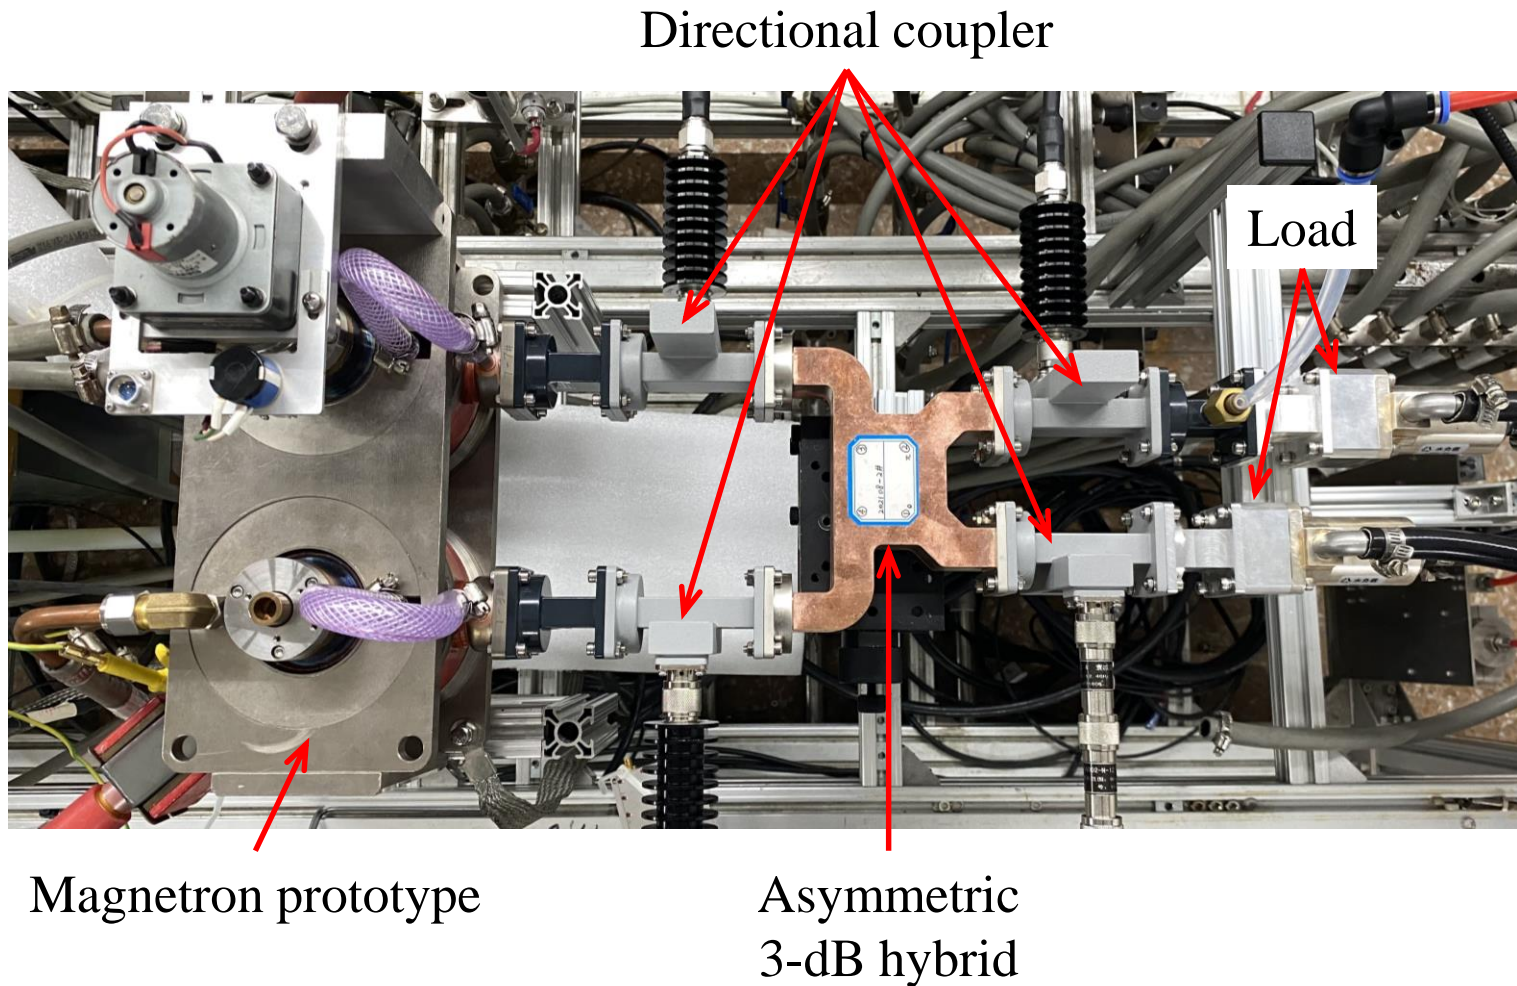 Directional coupler
Load
Magnetron prototype
Asymmetric
3-dB hybrid